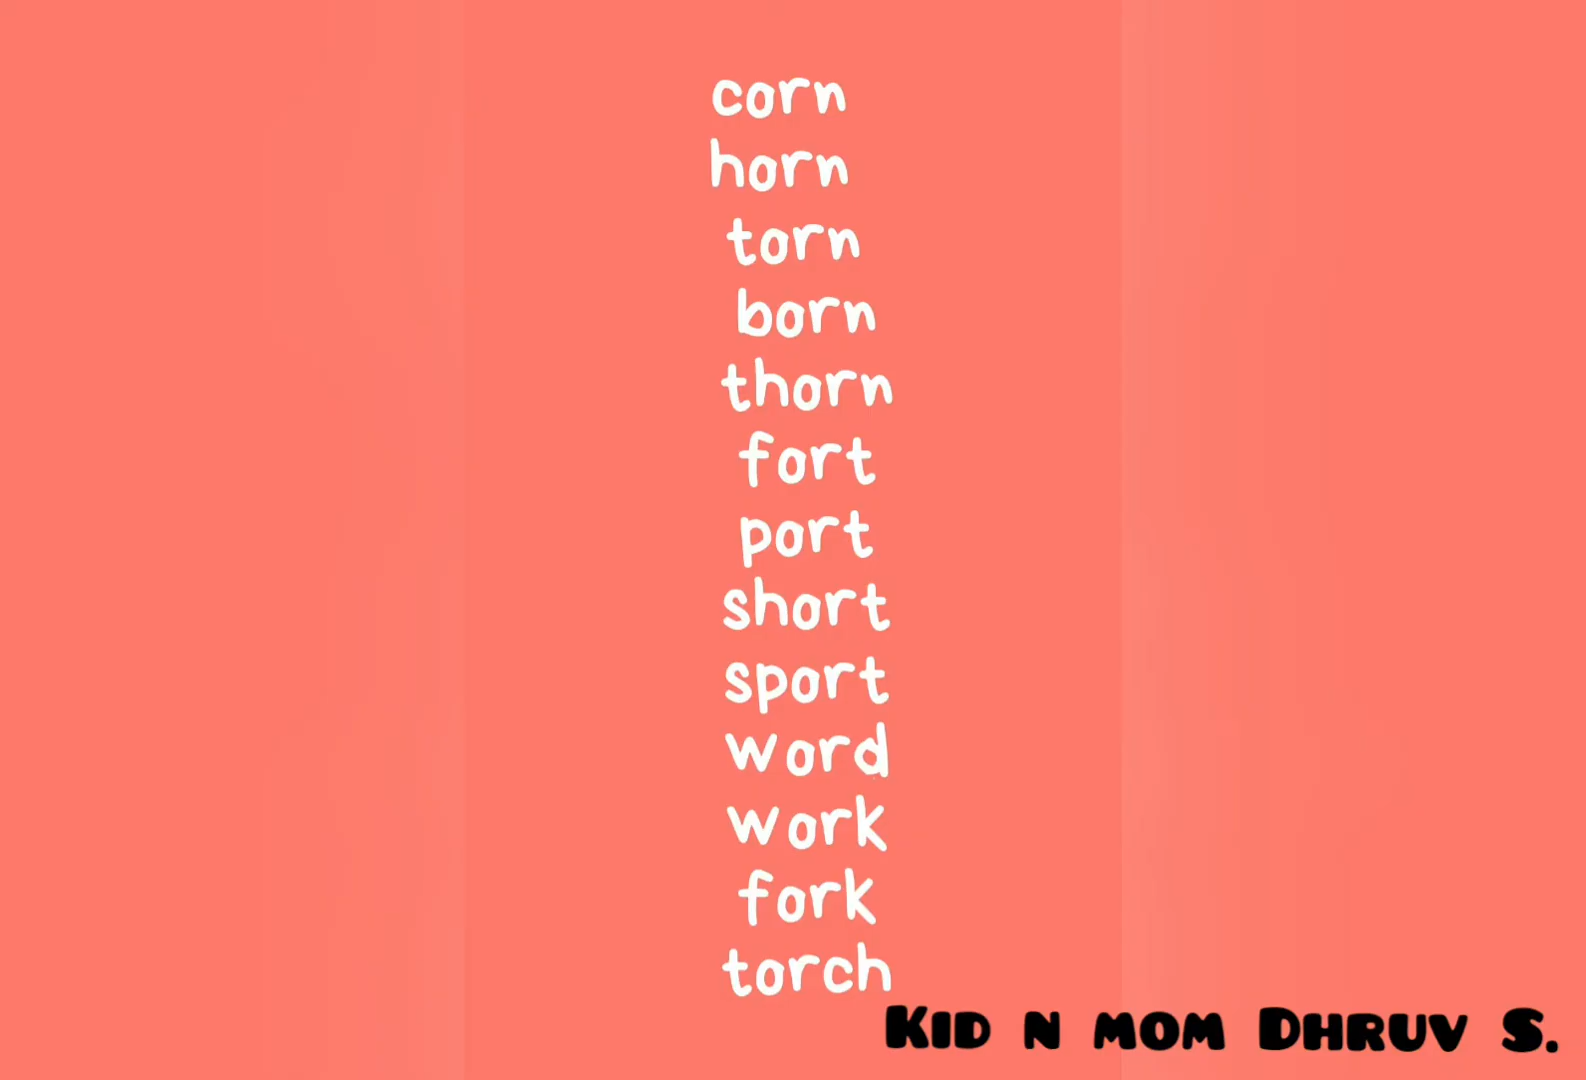 corn
horn
torn
born
thorn
fort
port
short
sport
word
work
fork
torch
Kid n mom Dhruv S.